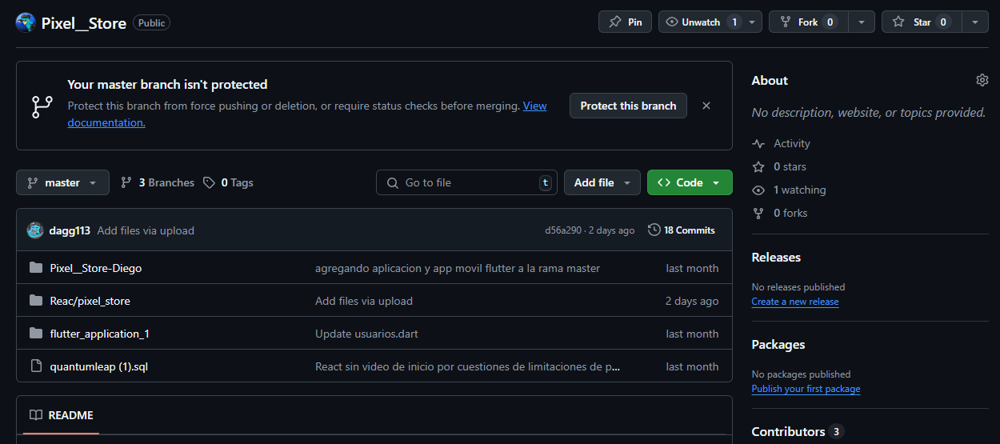 Pixel__Store Public Pin Unwatch 1 Fork 0 Star 0
Your master branch isn't protected
Protect this branch from force pushing or deletion, or require status checks before merging. View
documentation.
Protect this branch
master 3 Branches 0 Tags Go to file t Add file Code
dagg113 Add files via upload d56a290 · 2 days ago 18 Commits
Pixel__Store-Diego agregando aplicacion y app movil flutter a la rama master last month
Reac/pixel_store Add files via upload 2 days ago
flutter_application_1 Update usuarios.dart last month
quantumleap (1).sql React sin video de inicio por cuestiones de limitaciones de p... last month
README
About
No description, website, or topics provided.
Activity
0 stars
1 watching
0 forks
Releases
No releases published
Create a new release
Packages
No packages published
Publish your first package
Contributors 3